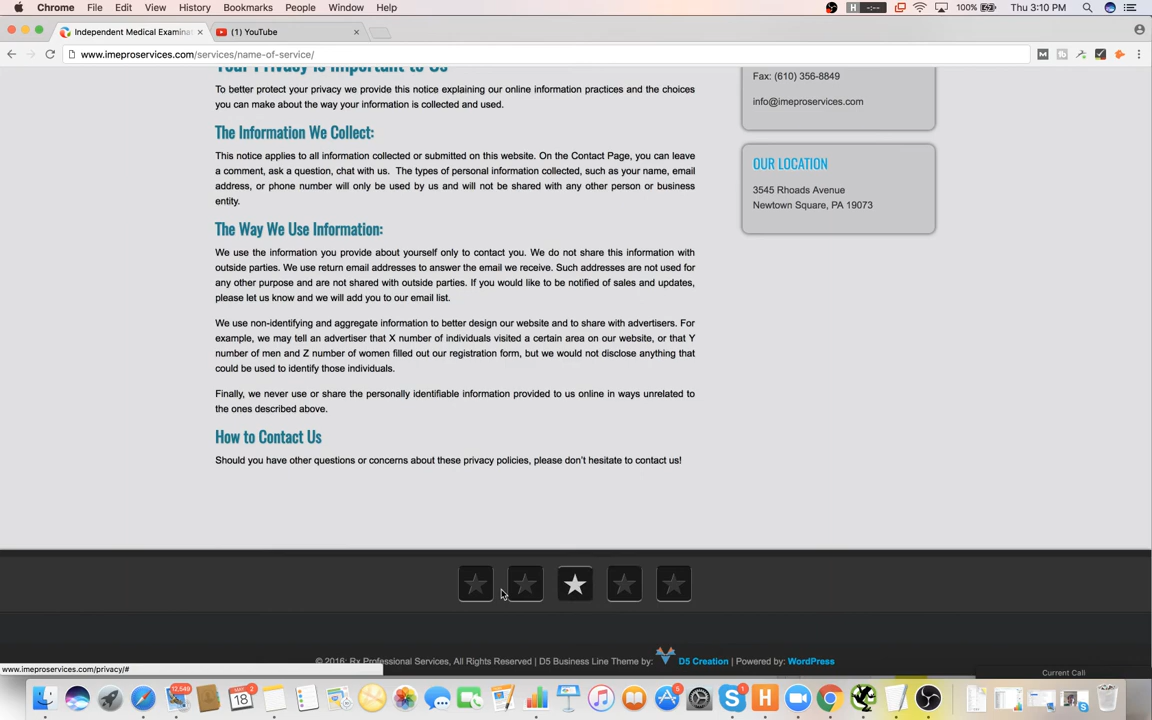 Chrome File Edit View History Bookmarks People Window Help
H --:-- 100% Thu 3:10 PM
Independent Medical Examina
(1) YouTube
www.imeproservices.com/services/name-of-service/
Your Privacy is Important to Us
To better protect your privacy we provide this notice explaining our online information practices and the choices
you can make about the way your information is collected and used.
The Information We Collect:
This notice applies to all information collected or submitted on this website. On the Contact Page, you can leave
a comment, ask a question, chat with us. The types of personal information collected, such as your name, email
address, or phone number will only be used by us and will not be shared with any other person or business
entity.
The Way We Use Information:
We use the information you provide about yourself only to contact you. We do not share this information with
outside parties. We use return email addresses to answer the email we receive. Such addresses are not used for
any other purpose and are not shared with outside parties. If you would like to be notified of sales and updates,
please let us know and we will add you to our email list.
We use non-identifying and aggregate information to better design our website and to share with advertisers. For
example, we may tell an advertiser that X number of individuals visited a certain area on our website, or that Y
number of men and Z number of women filled out our registration form, but we would not disclose anything that
could be used to identify those individuals.
Finally, we never use or share the personally identifiable information provided to us online in ways unrelated to
the ones described above.
How to Contact Us
Should you have other questions or concerns about these privacy policies, please don't hesitate to contact us!
Fax: (610) 356-8849
info@imeproservices.com
OUR LOCATION
3545 Rhoads Avenue
Newtown Square, PA 19073
© 2016: Rx Professional Services, All Rights Reserved | D5 Business Line Theme by: D5 Creation | Powered by: WordPress
www.imeproservices.com/privacy/#
Current Call
12,549
MAY
18
2
5
1